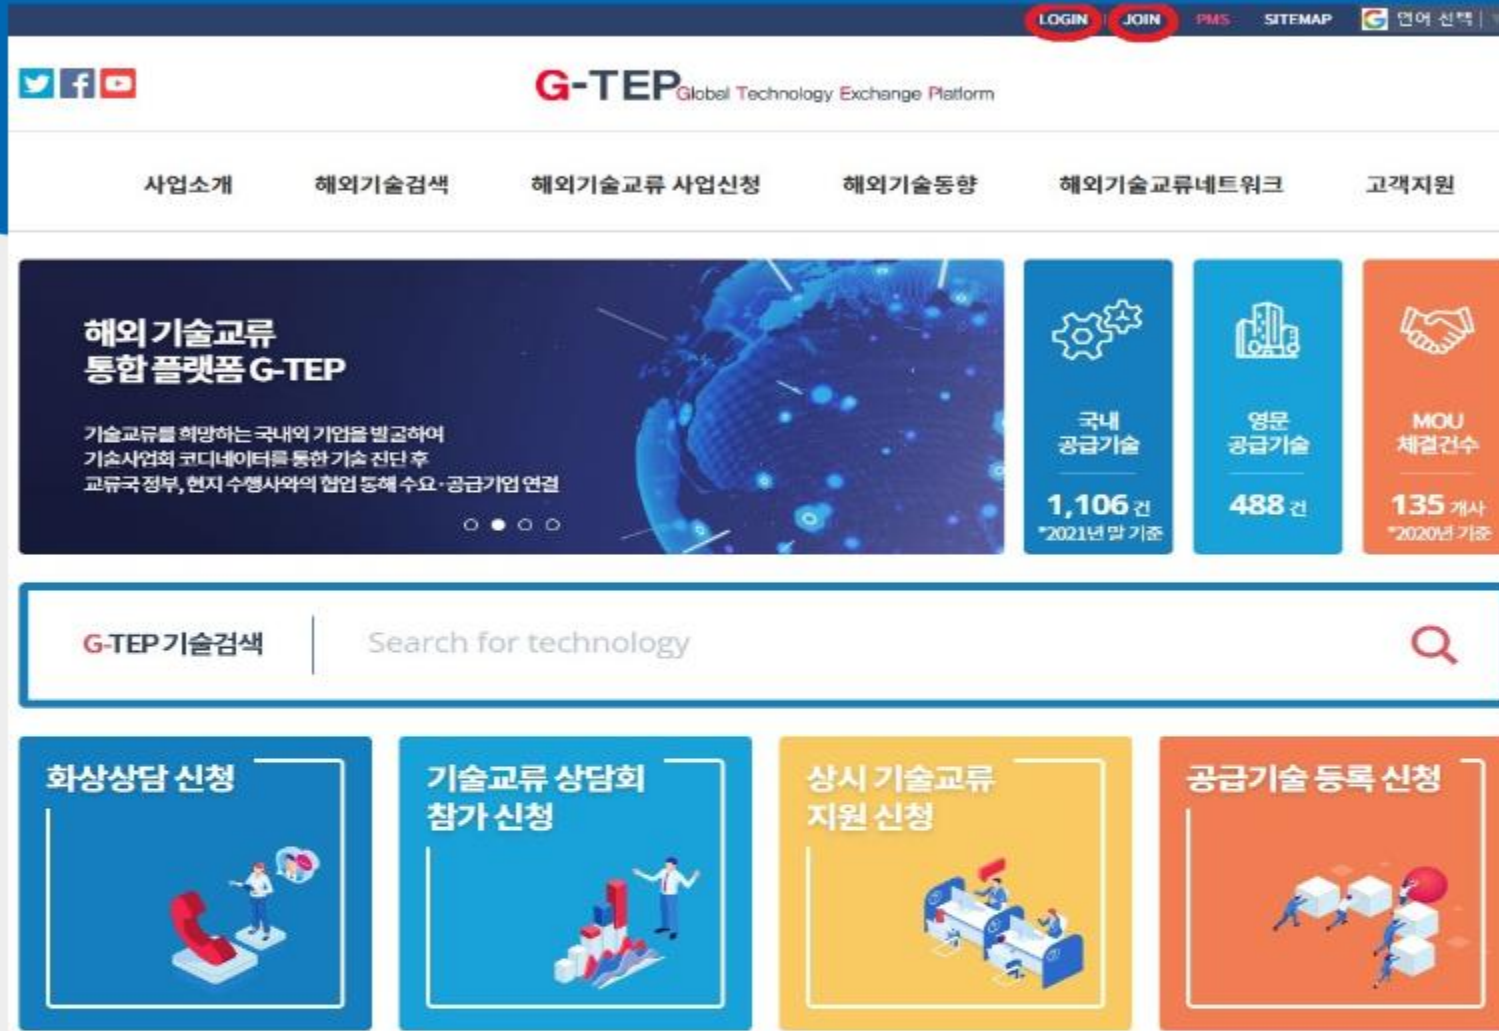 LOGIN | JOIN PMS SITEMAP G 언어 선택 |
G-TEP Global Technology Exchange Platform
사업소개 해외기술검색 해외기술교류 사업신청 해외기술동향 해외기술교류네트워크 고객지원
해외 기술교류
통합 플랫폼 G-TEP
기술교류를 희망하는 국내외 기업을 발굴하여
기술사업회 코디네이터를 통한 기술 진단 후
교류국 정부, 현지 수행사와의 협업 통해 수요·공급기업 연결
국내
공급기술
1,106 건
*2021년 말 기준
영문
공급기술
488 건
MOU
체결건수
135 개사
*2020년 기준
G-TEP 기술검색 Search for technology
화상상담 신청
기술교류 상담회
참가 신청
상시 기술교류
지원 신청
공급기술 등록 신청